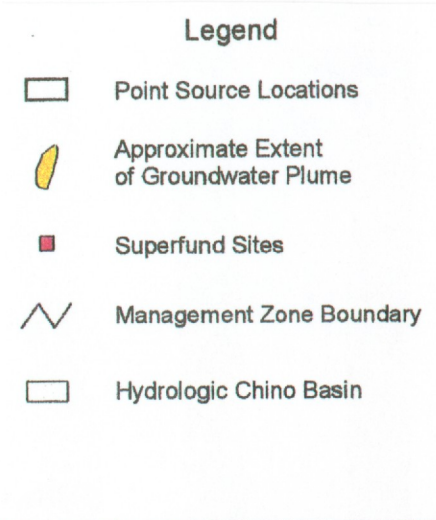 Legend
Point Source Locations
Approximate Extent
of Groundwater Plume
Superfund Sites
Management Zone Boundary
Hydrologic Chino Basin